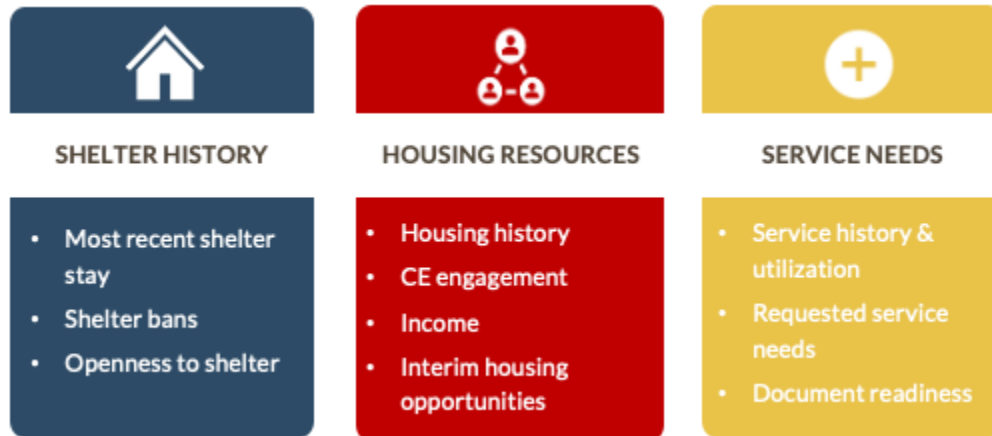 SHELTER HISTORY
• Most recent shelter
stay
• Shelter bans
• Openness to shelter
HOUSING RESOURCES
• Housing history
• CE engagement
• Income
• Interim housing
opportunities
SERVICE NEEDS
• Service history &
utilization
• Requested service
needs
• Document readiness